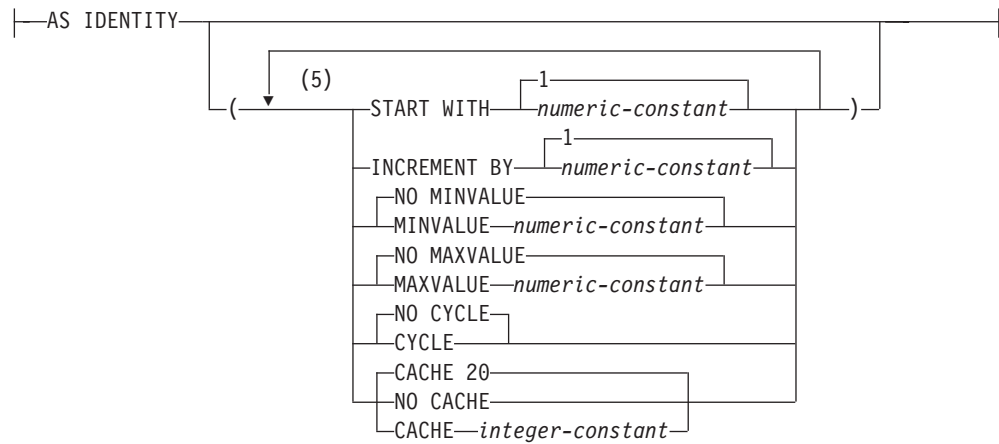 AS IDENTITY
(5)
1
( START WITH numeric-constant )
1
INCREMENT BY numeric-constant
NO MINVALUE
MINVALUE numeric-constant
NO MAXVALUE
MAXVALUE numeric-constant
NO CYCLE
CYCLE
CACHE 20
NO CACHE
CACHE integer-constant